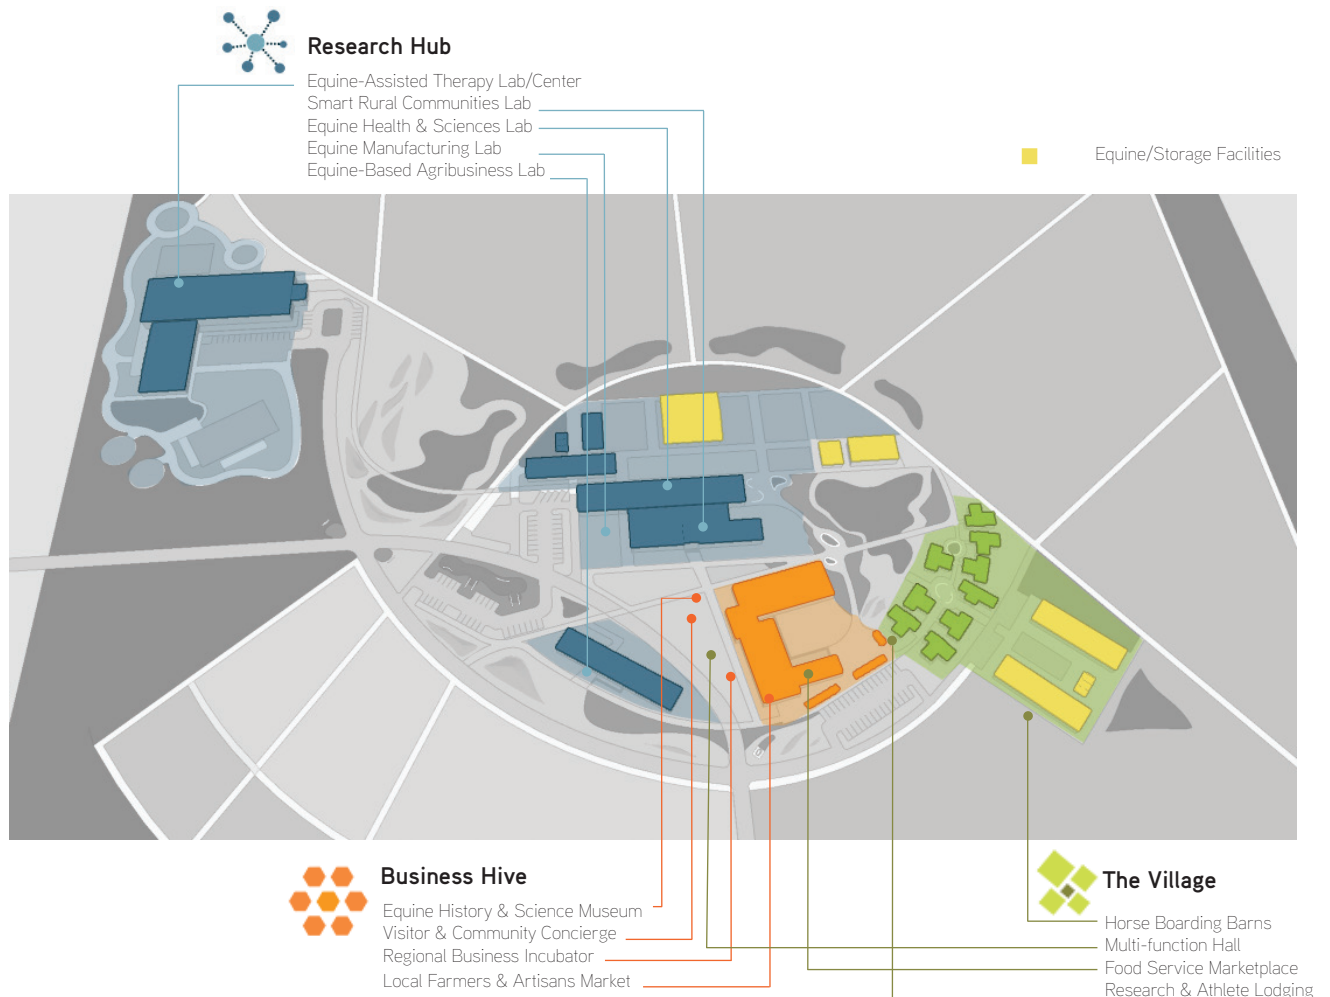 Research Hub
Equine-Assisted Therapy Lab/Center
Smart Rural Communities Lab
Equine Health & Sciences Lab
Equine Manufacturing Lab
Equine-Based Agribusiness Lab
Equine/Storage Facilities
Business Hive
Equine History & Science Museum
Visitor & Community Concierge
Regional Business Incubator
Local Farmers & Artisans Market
The Village
Horse Boarding Barns
Multi-function Hall
Food Service Marketplace
Research & Athlete Lodging